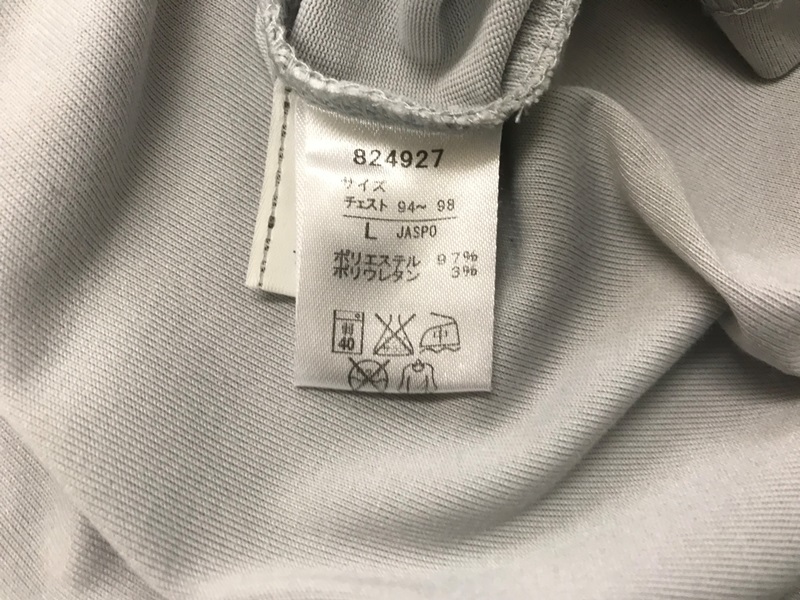 824927
サイズ
チェスト 94〜98
L JASPO
ポリエステル 97%
ポリウレタン 3%
弱
40
中